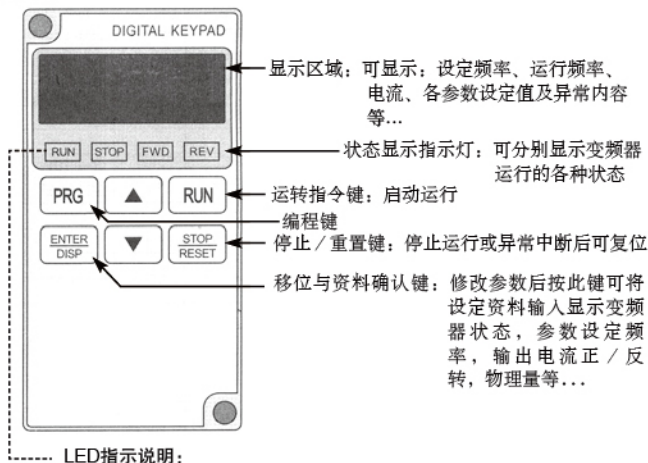 DIGITAL KEYPAD
显示区域：可显示：设定频率、运行频率、
电流、各参数设定值及异常内容
等...
RUN STOP FWD REV
状态显示指示灯：可分别显示变频器
运行的各种状态
PRG ▲ RUN
运转指令键：启动运行
编程键
ENTER
DISP
▼
STOP
RESET
停止／重置键：停止运行或异常中断后可复位
移位与资料确认键：修改参数后按此键可将
设定资料输入显示变频
器状态，参数设定频
率，输出电流正／反
转，物理量等...
LED指示说明：